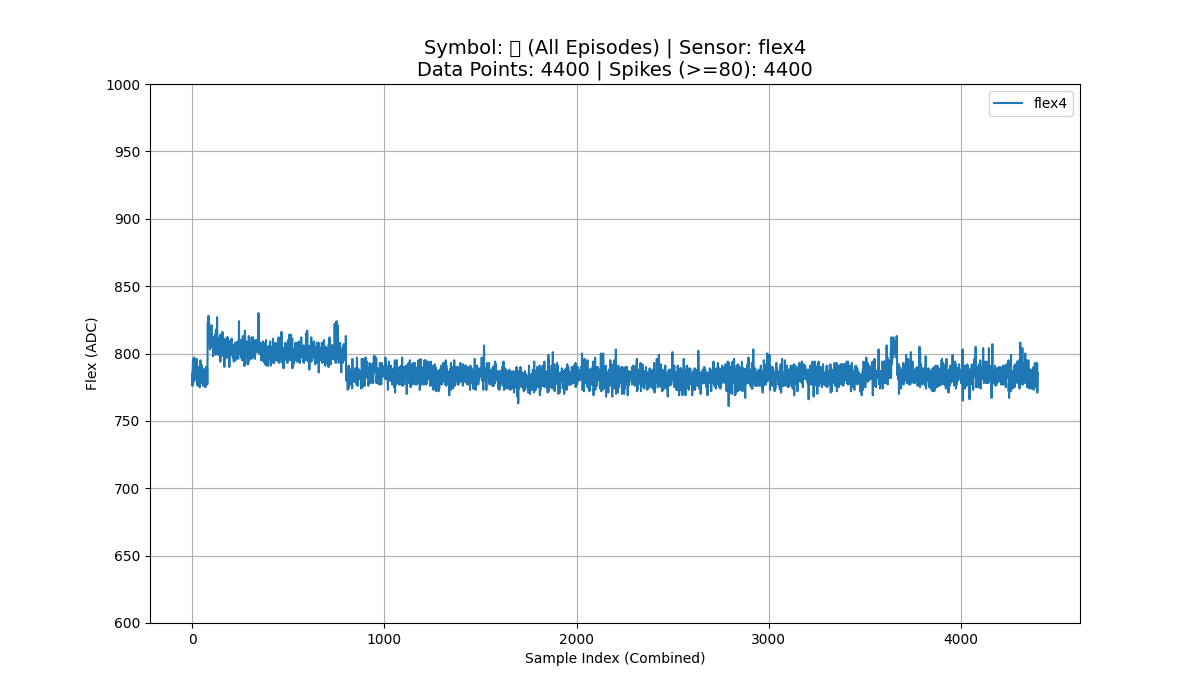 Symbol: (All Episodes) | Sensor: flex4
Data Points: 4400 | Spikes (>=80): 4400
flex4
1000
950
900
850
800
750
700
650
600
Flex (ADC)
0 1000 2000 3000 4000
Sample Index (Combined)